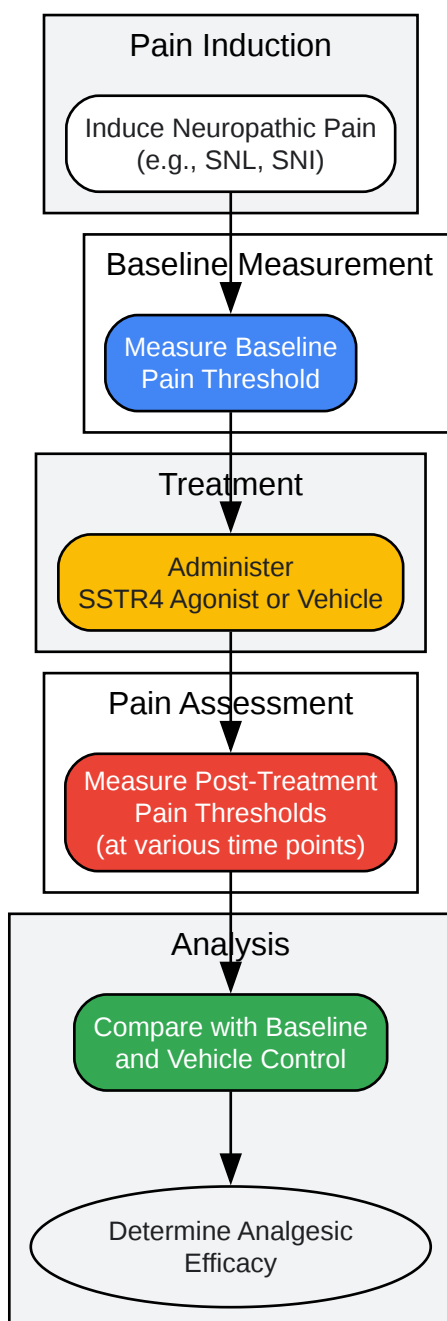 Pain Induction
Induce Neuropathic Pain
(e.g., SNL, SNI)
Baseline Measurement
Measure Baseline
Pain Threshold
Treatment
Administer
SSTR4 Agonist or Vehicle
Pain Assessment
Measure Post-Treatment
Pain Thresholds
(at various time points)
Analysis
Compare with Baseline
and Vehicle Control
Determine Analgesic
Efficacy